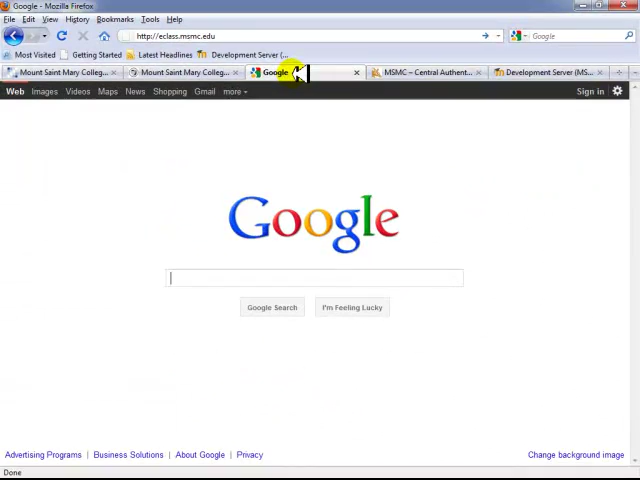 Google - Mozilla Firefox
File Edit View History Bookmarks Tools Help
http://eclass.msmc.edu
Google
Most Visited Getting Started Latest Headlines Development Server (...
Mount Saint Mary Colleg...
Mount Saint Mary Colleg...
Google
MSMC – Central Authent...
Development Server (MS...
Web Images Videos Maps News Shopping Gmail more
Sign in
Google
Google Search
I'm Feeling Lucky
Advertising Programs | Business Solutions | About Google | Privacy
Change background image
Done